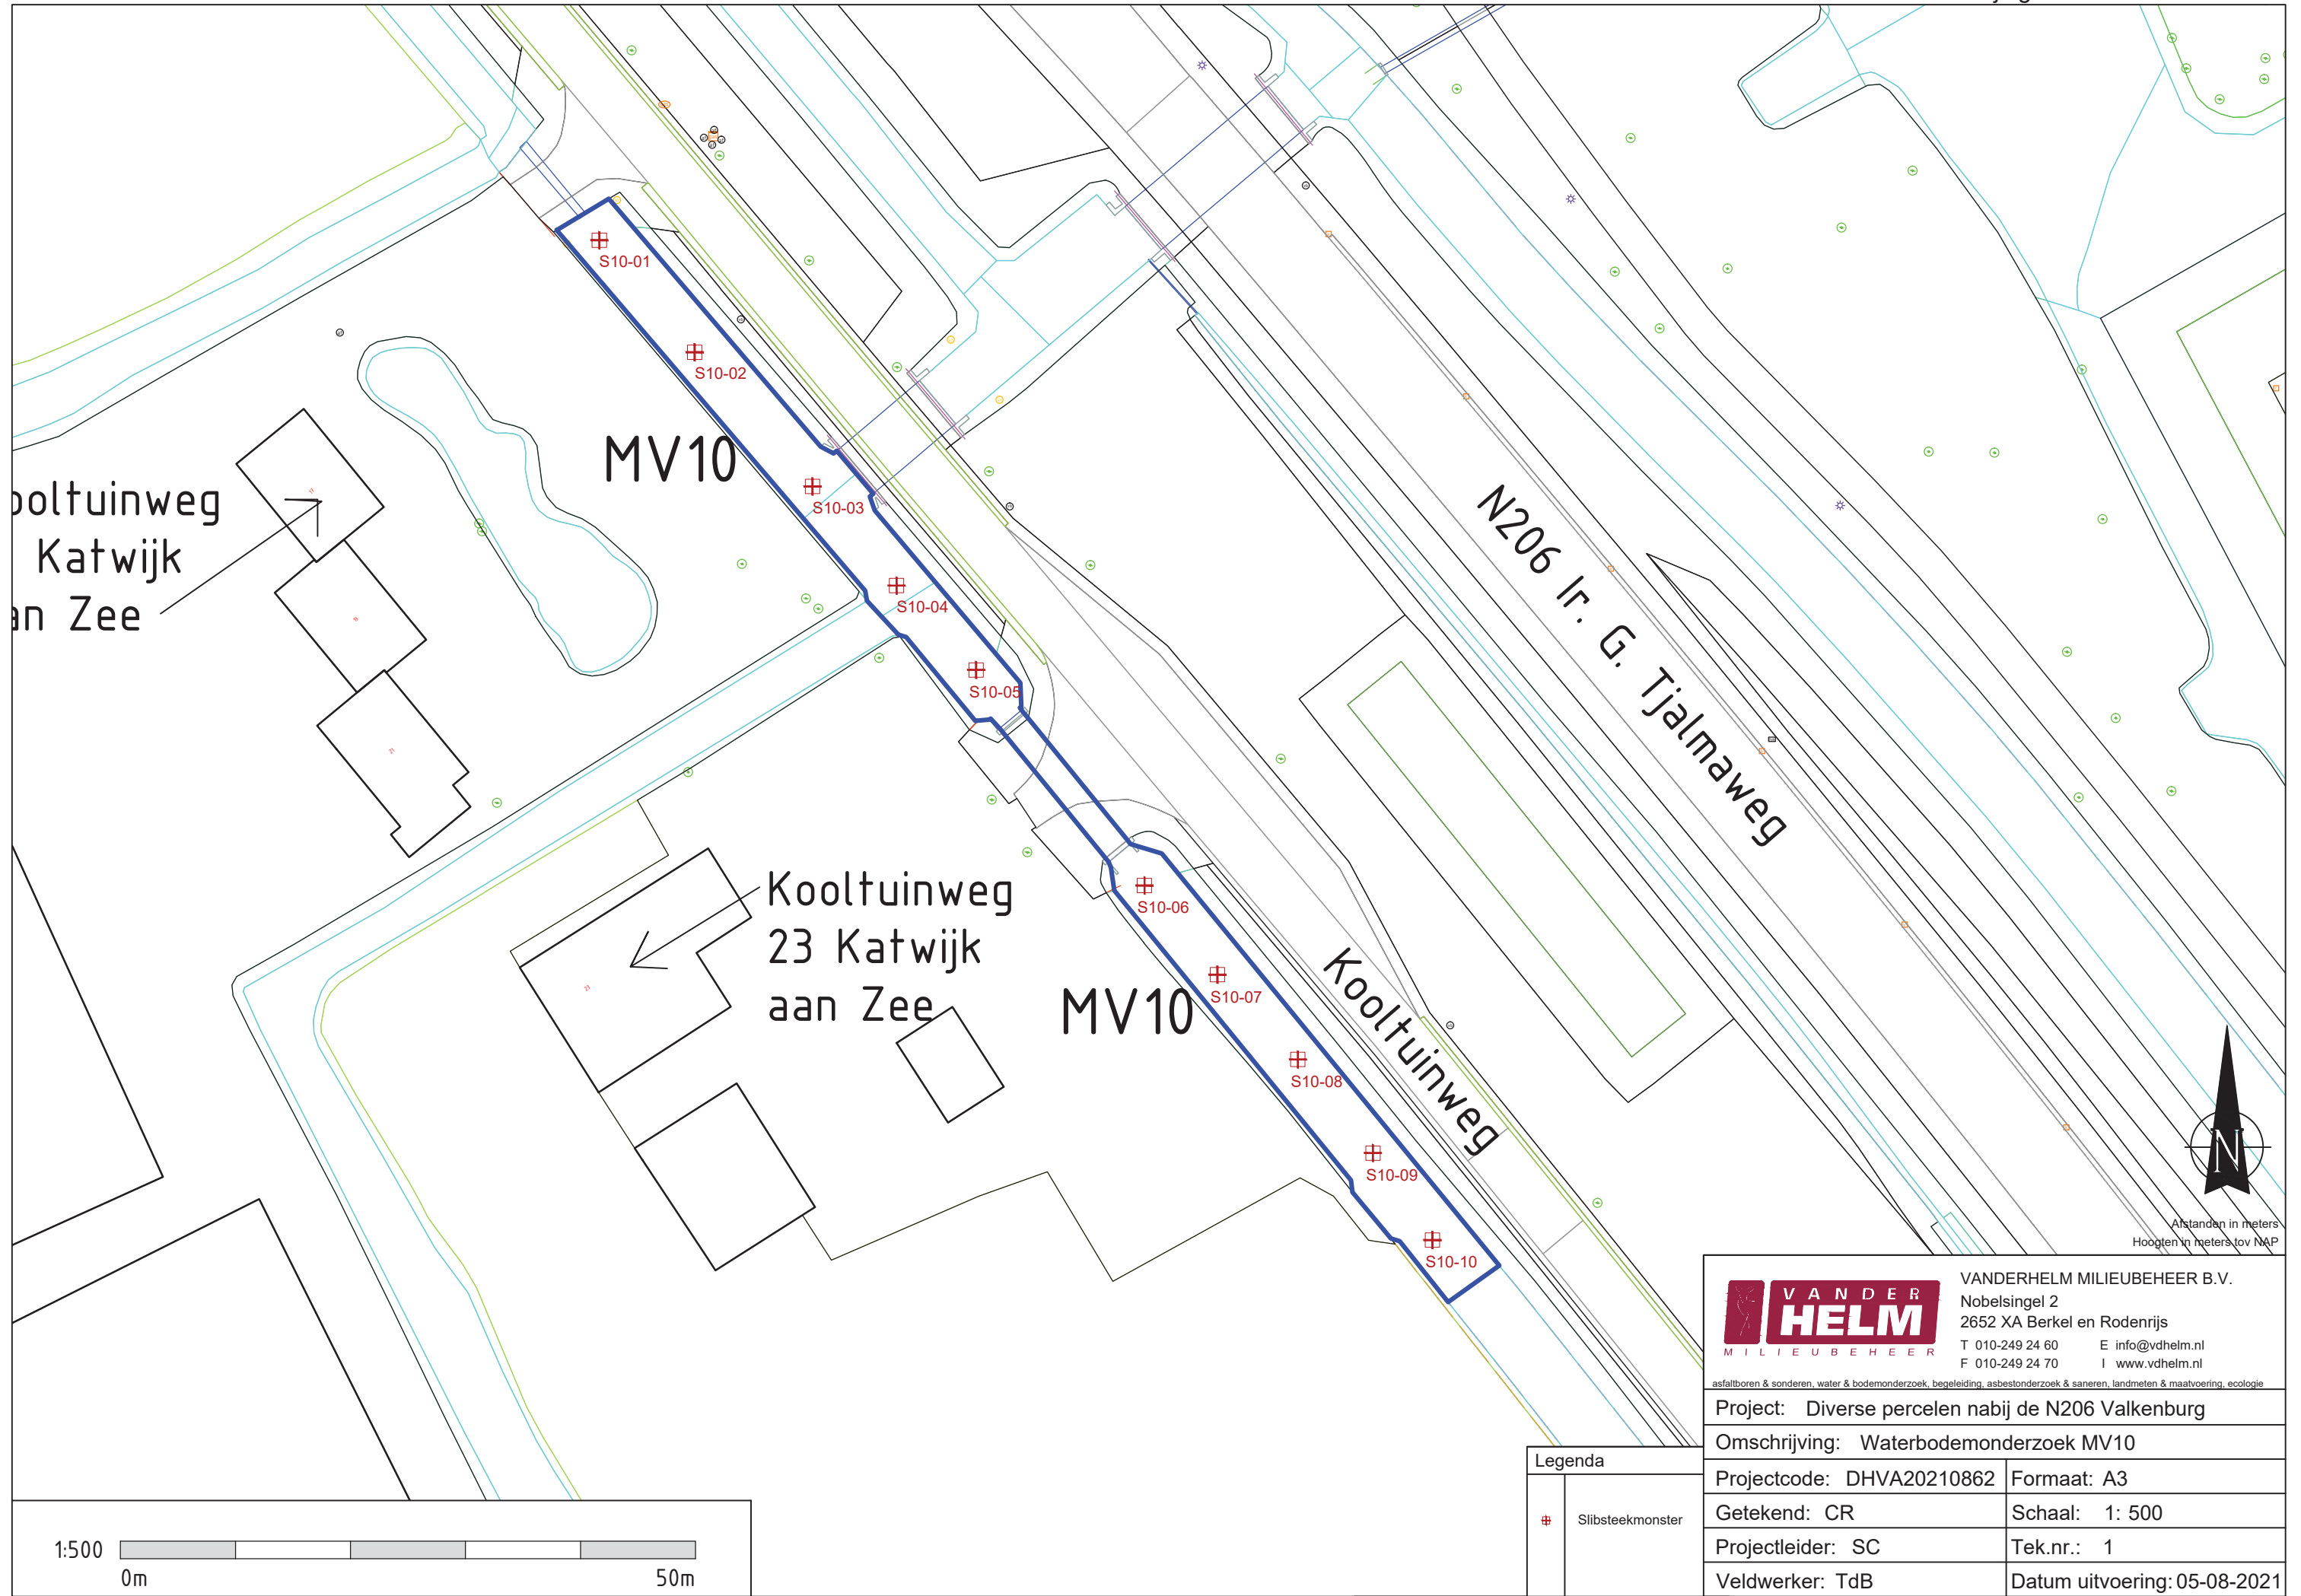 S10-01
S10-02
MV10
S10-03
Katwijk
Zee
S10-04
S10-05
N206 Ir. G. Tjalmaweg
Kooltuinweg
23 Katwijk
aan Zee
S10-06
MV10
S10-07
Kooltuinweg
S10-08
S10-09
S10-10
N
Afstanden in meters
Hoogten in meters tov NAP
VANDER
HELM
MILIEUBEHEER
VANDERHELM MILIEUBEHEER B.V.
Nobelsingel 2
2652 XA Berkel en Rodenrijs
T 010-249 24 60 E info@vdhelm.nl
F 010-249 24 70 I www.vdhelm.nl
asfaltboren & sonderen, water & bodemonderzoek, begeleiding, asbestonderzoek & saneren, landmeten & maatvoering, ecologie
Project: Diverse percelen nabij de N206 Valkenburg
Omschrijving: Waterbodemonderzoek MV10
Projectcode: DHVA20210862 Formaat: A3
Getekend: CR Schaal: 1: 500
Projectleider: SC Tek.nr.: 1
Veldwerker: TdB Datum uitvoering: 05-08-2021
Legenda
Slibsteekmonster
1:500
0m 50m